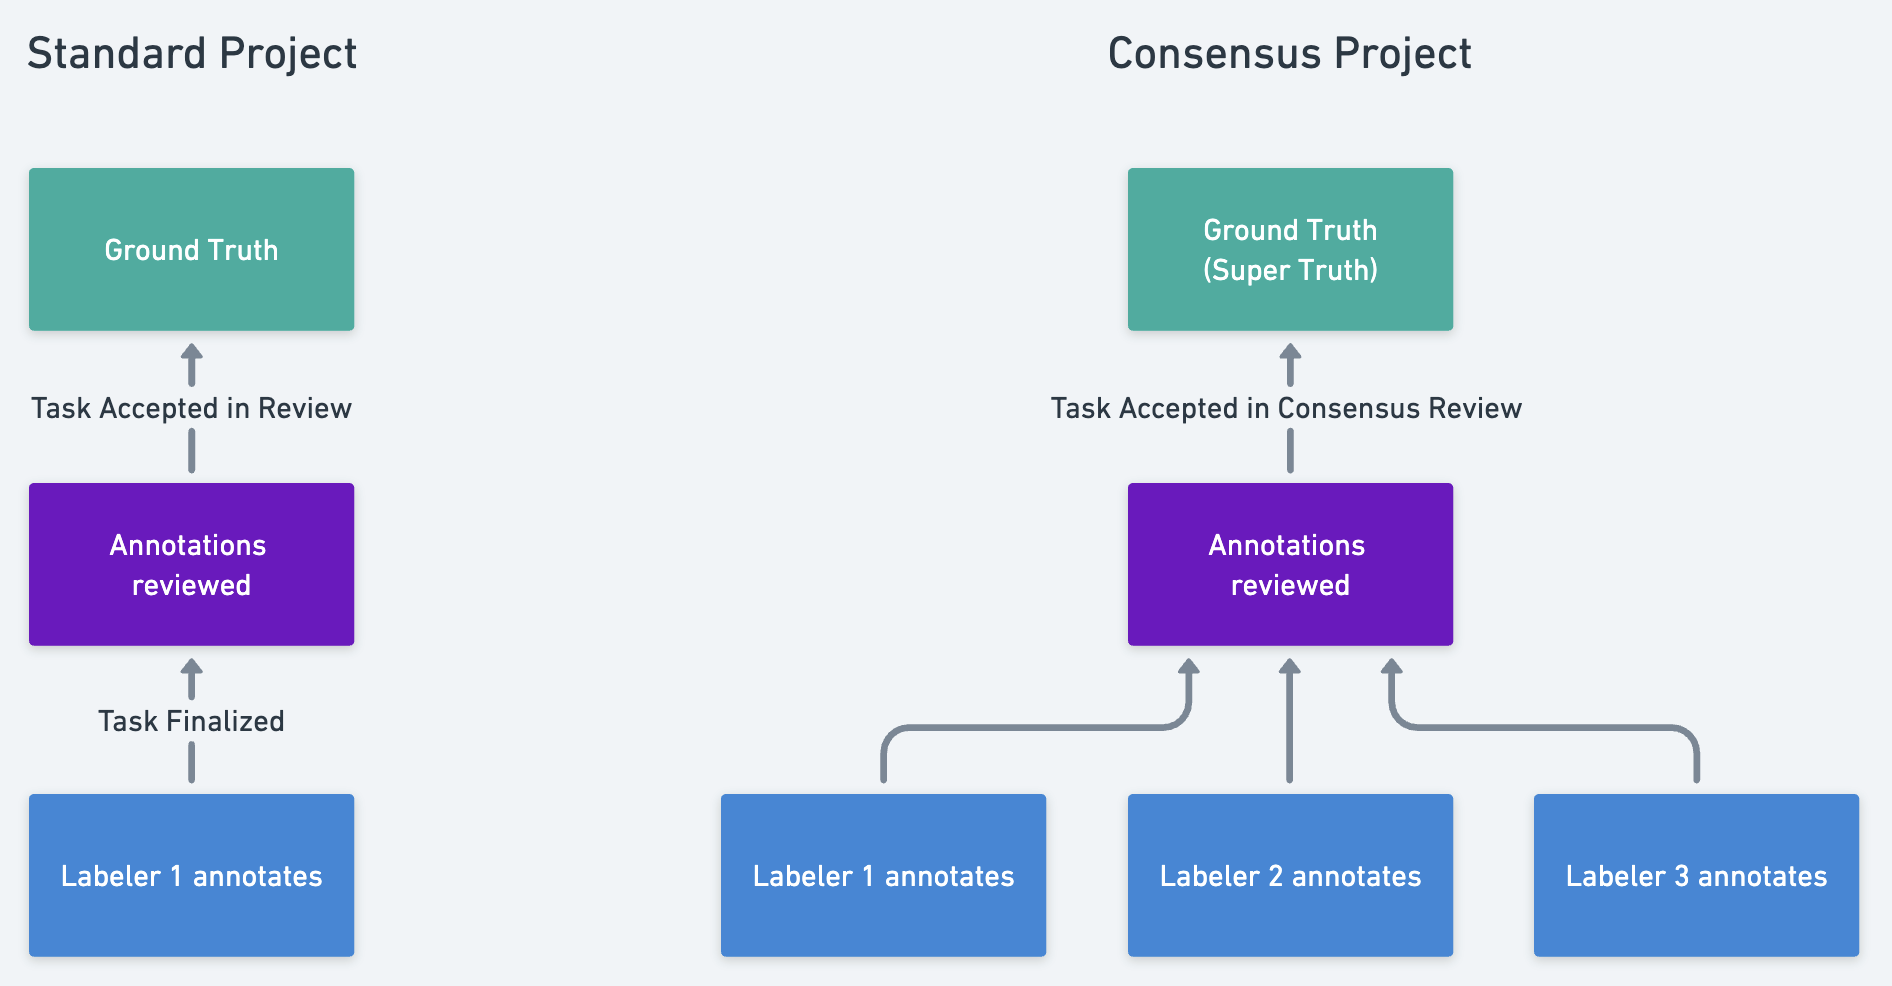 Standard Project
Ground Truth
Task Accepted in Review
Annotations
reviewed
Task Finalized
Labeler 1 annotates
Consensus Project
Ground Truth
(Super Truth)
Task Accepted in Consensus Review
Annotations
reviewed
Labeler 1 annotates
Labeler 2 annotates
Labeler 3 annotates